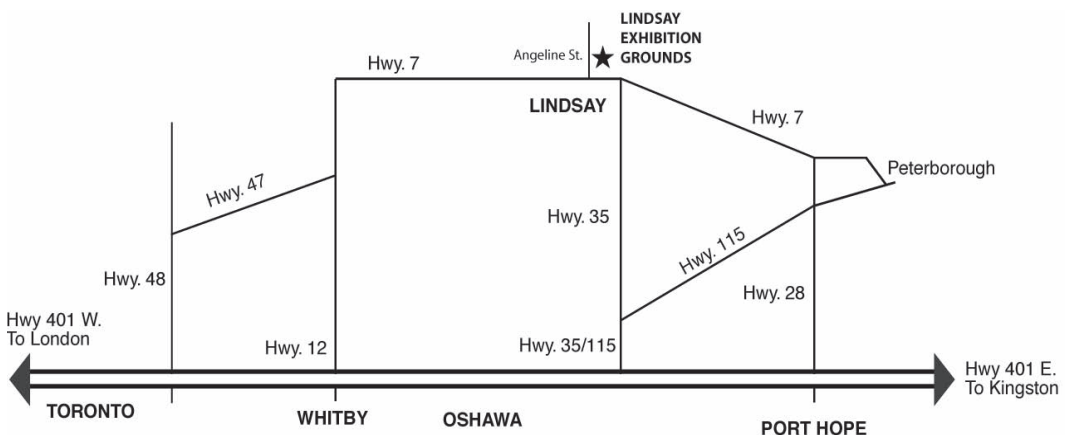 LINDSAY
EXHIBITION
GROUNDS
Angeline St.
Hwy. 7
LINDSAY
Hwy. 7
Peterborough
Hwy. 47
Hwy. 35
Hwy. 115
Hwy. 48
Hwy. 28
Hwy 401 W.
To London
Hwy. 12
Hwy. 35/115
Hwy 401 E.
To Kingston
TORONTO
WHITBY
OSHAWA
PORT HOPE